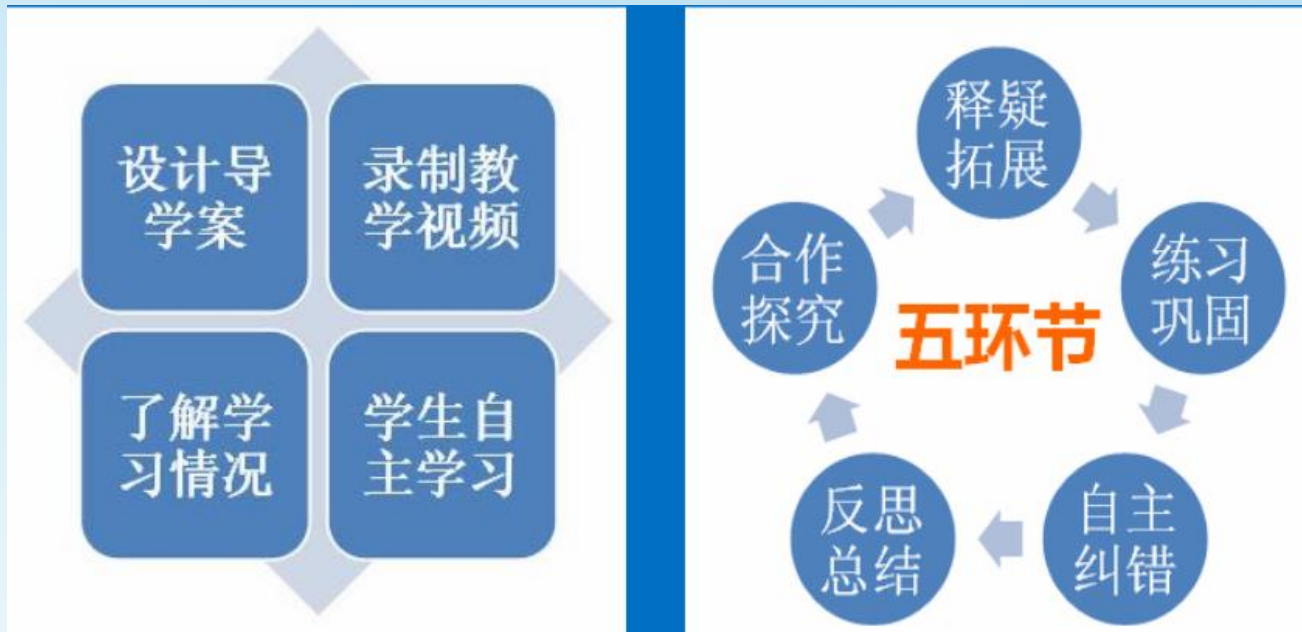 设计导
学案
录制教
学视频
了解学
习情况
学生自
主学习
释疑
拓展
合作
探究
五环节
练习
巩固
反思
总结
自主
纠错